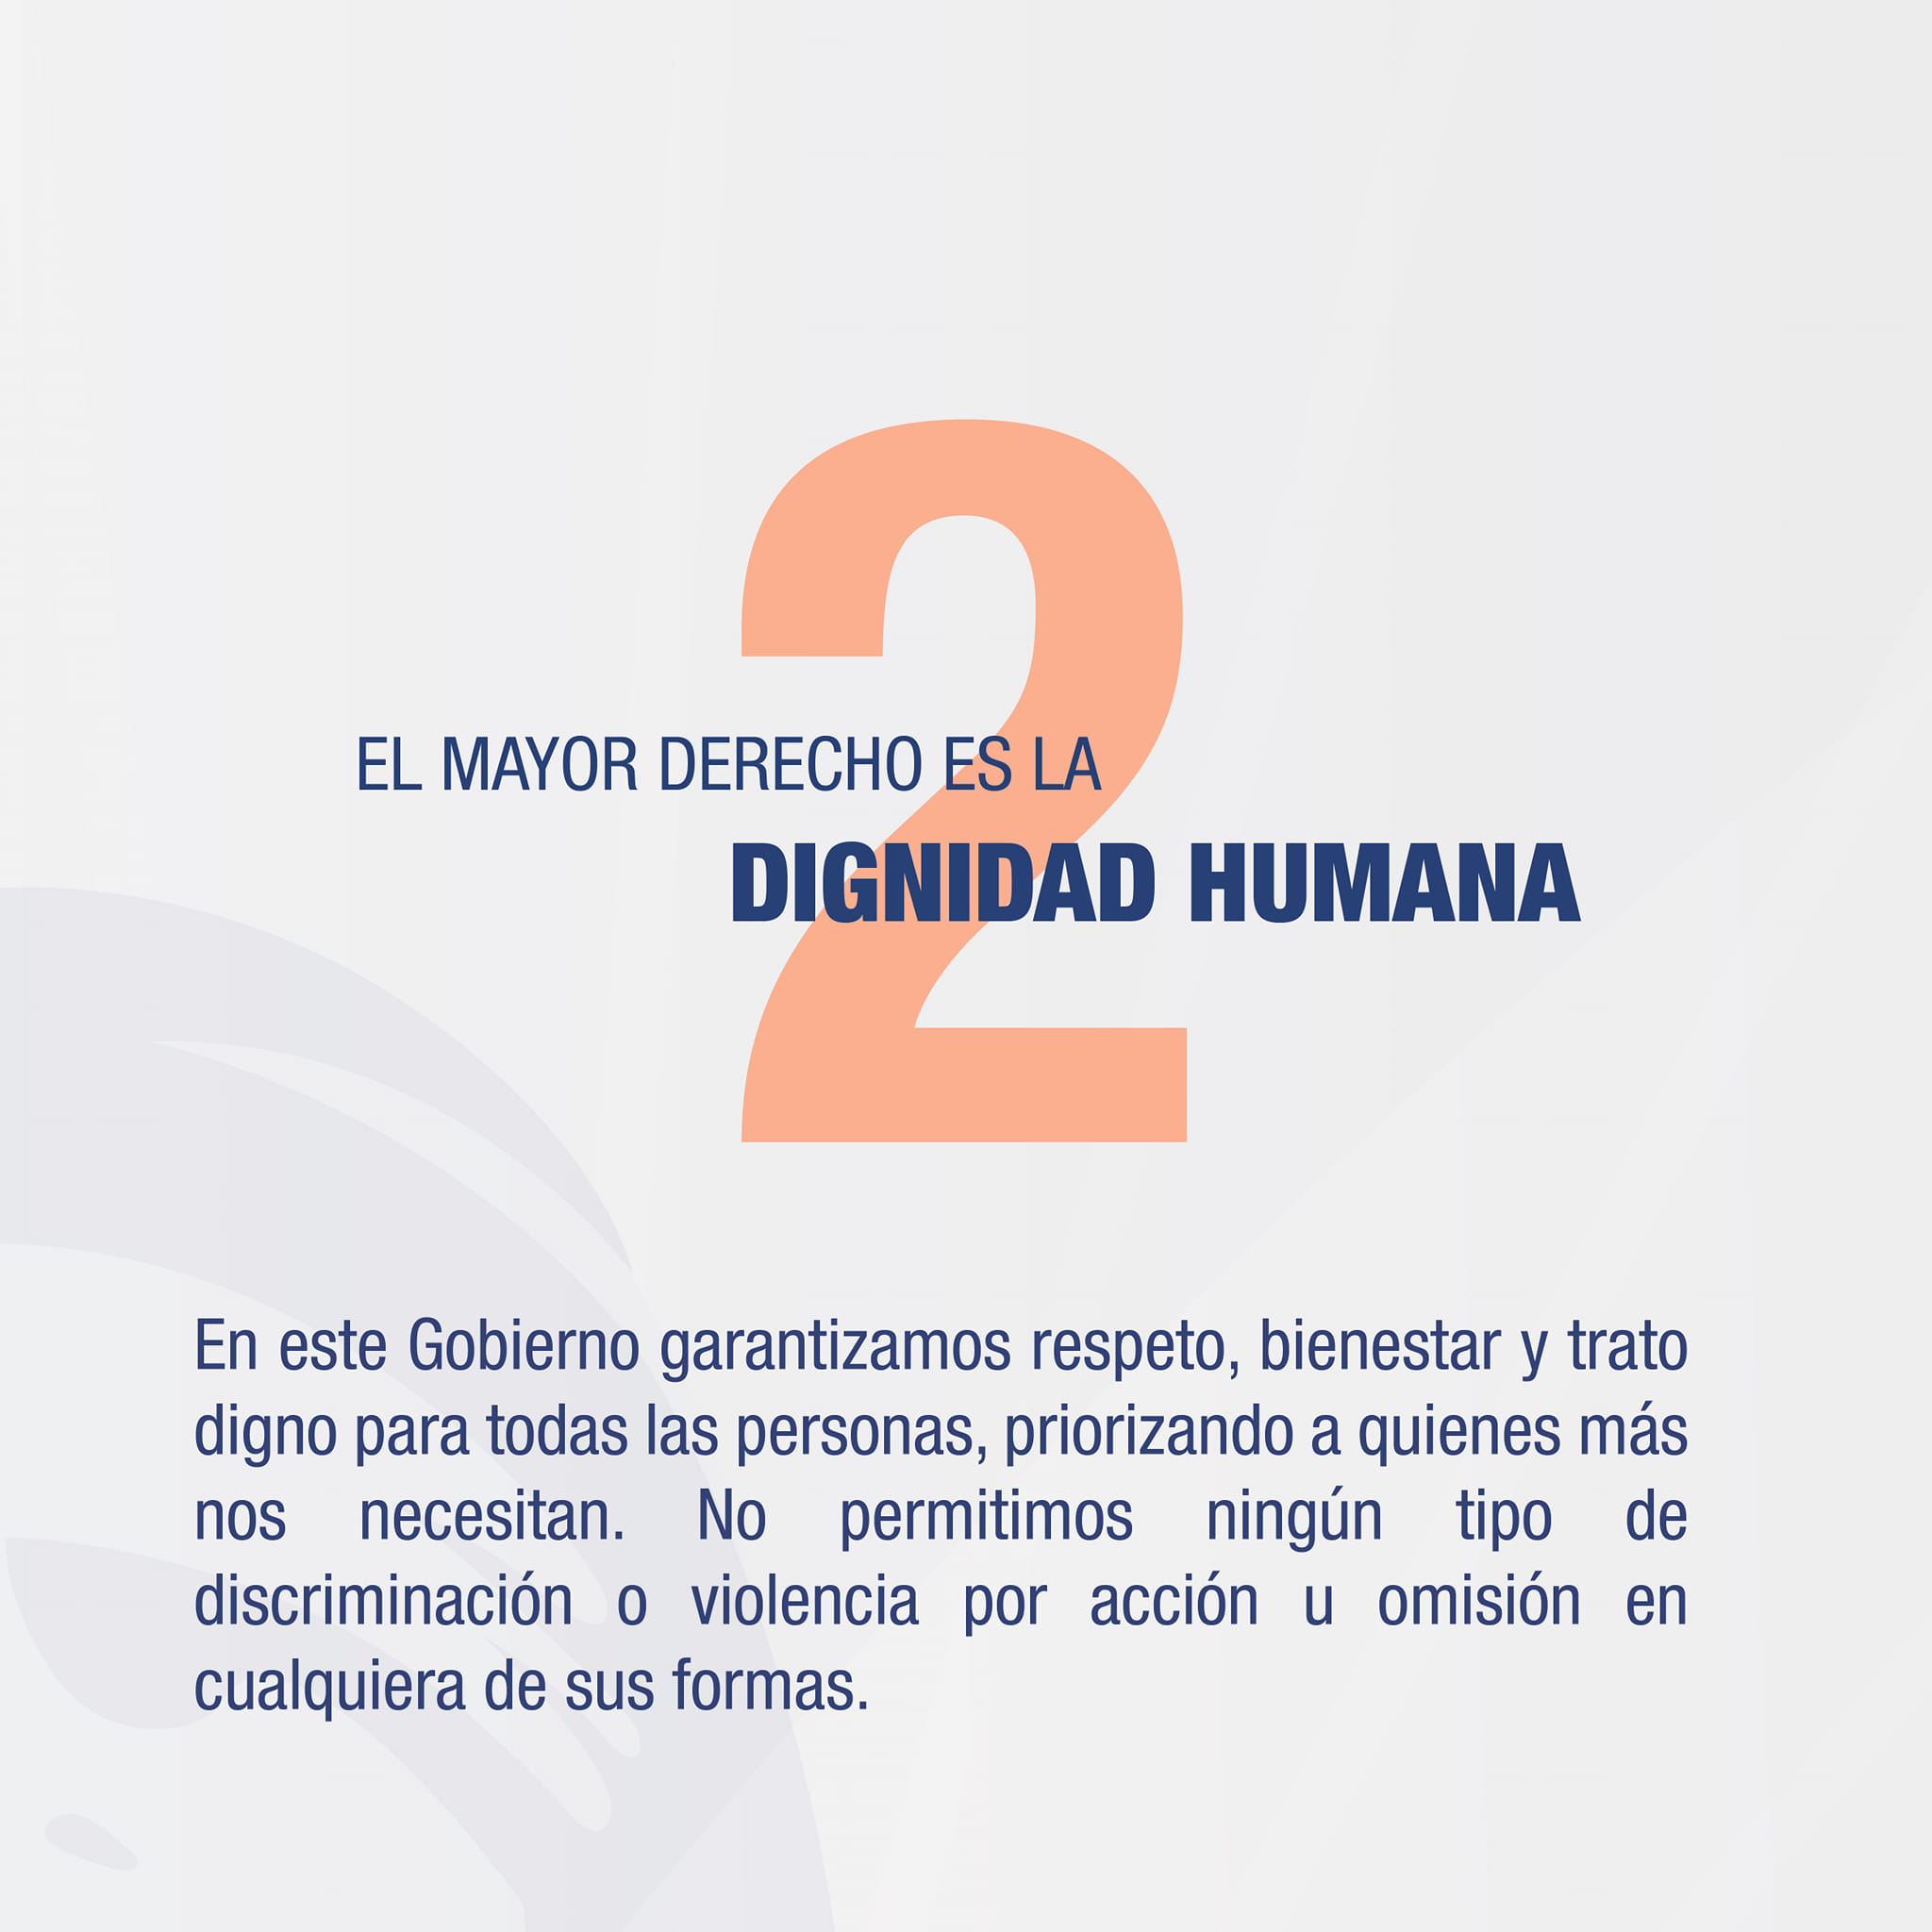 2
EL MAYOR DERECHO ES LA
DIGNIDAD HUMANA
En este Gobierno garantizamos respeto, bienestar y trato
digno para todas las personas, priorizando a quienes más
nos necesitan. No permitimos ningún tipo de
discriminación o violencia por acción u omisión en
cualquiera de sus formas.